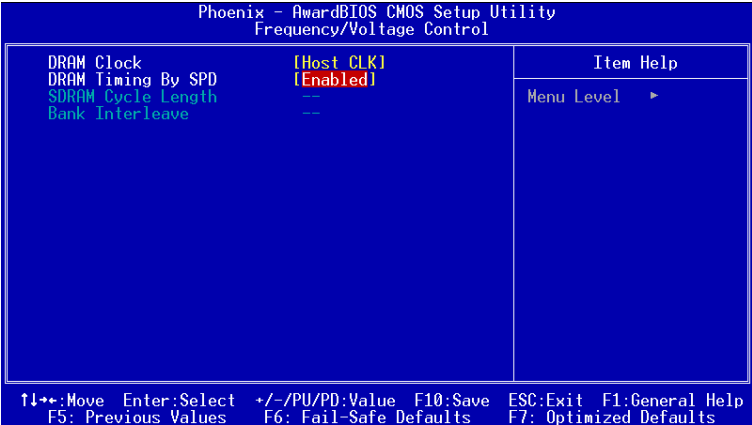 Phoenix - AwardBIOS CMOS Setup Utility
Frequency/Voltage Control
DRAM Clock [Host CLK]
DRAM Timing By SPD [Enabled]
SDRAM Cycle Length --
Bank Interleave --
Item Help
Menu Level ►
↑↓→←:Move Enter:Select +/-/PU/PD:Value F10:Save ESC:Exit F1:General Help
F5: Previous Values F6: Fail-Safe Defaults F7: Optimized Defaults